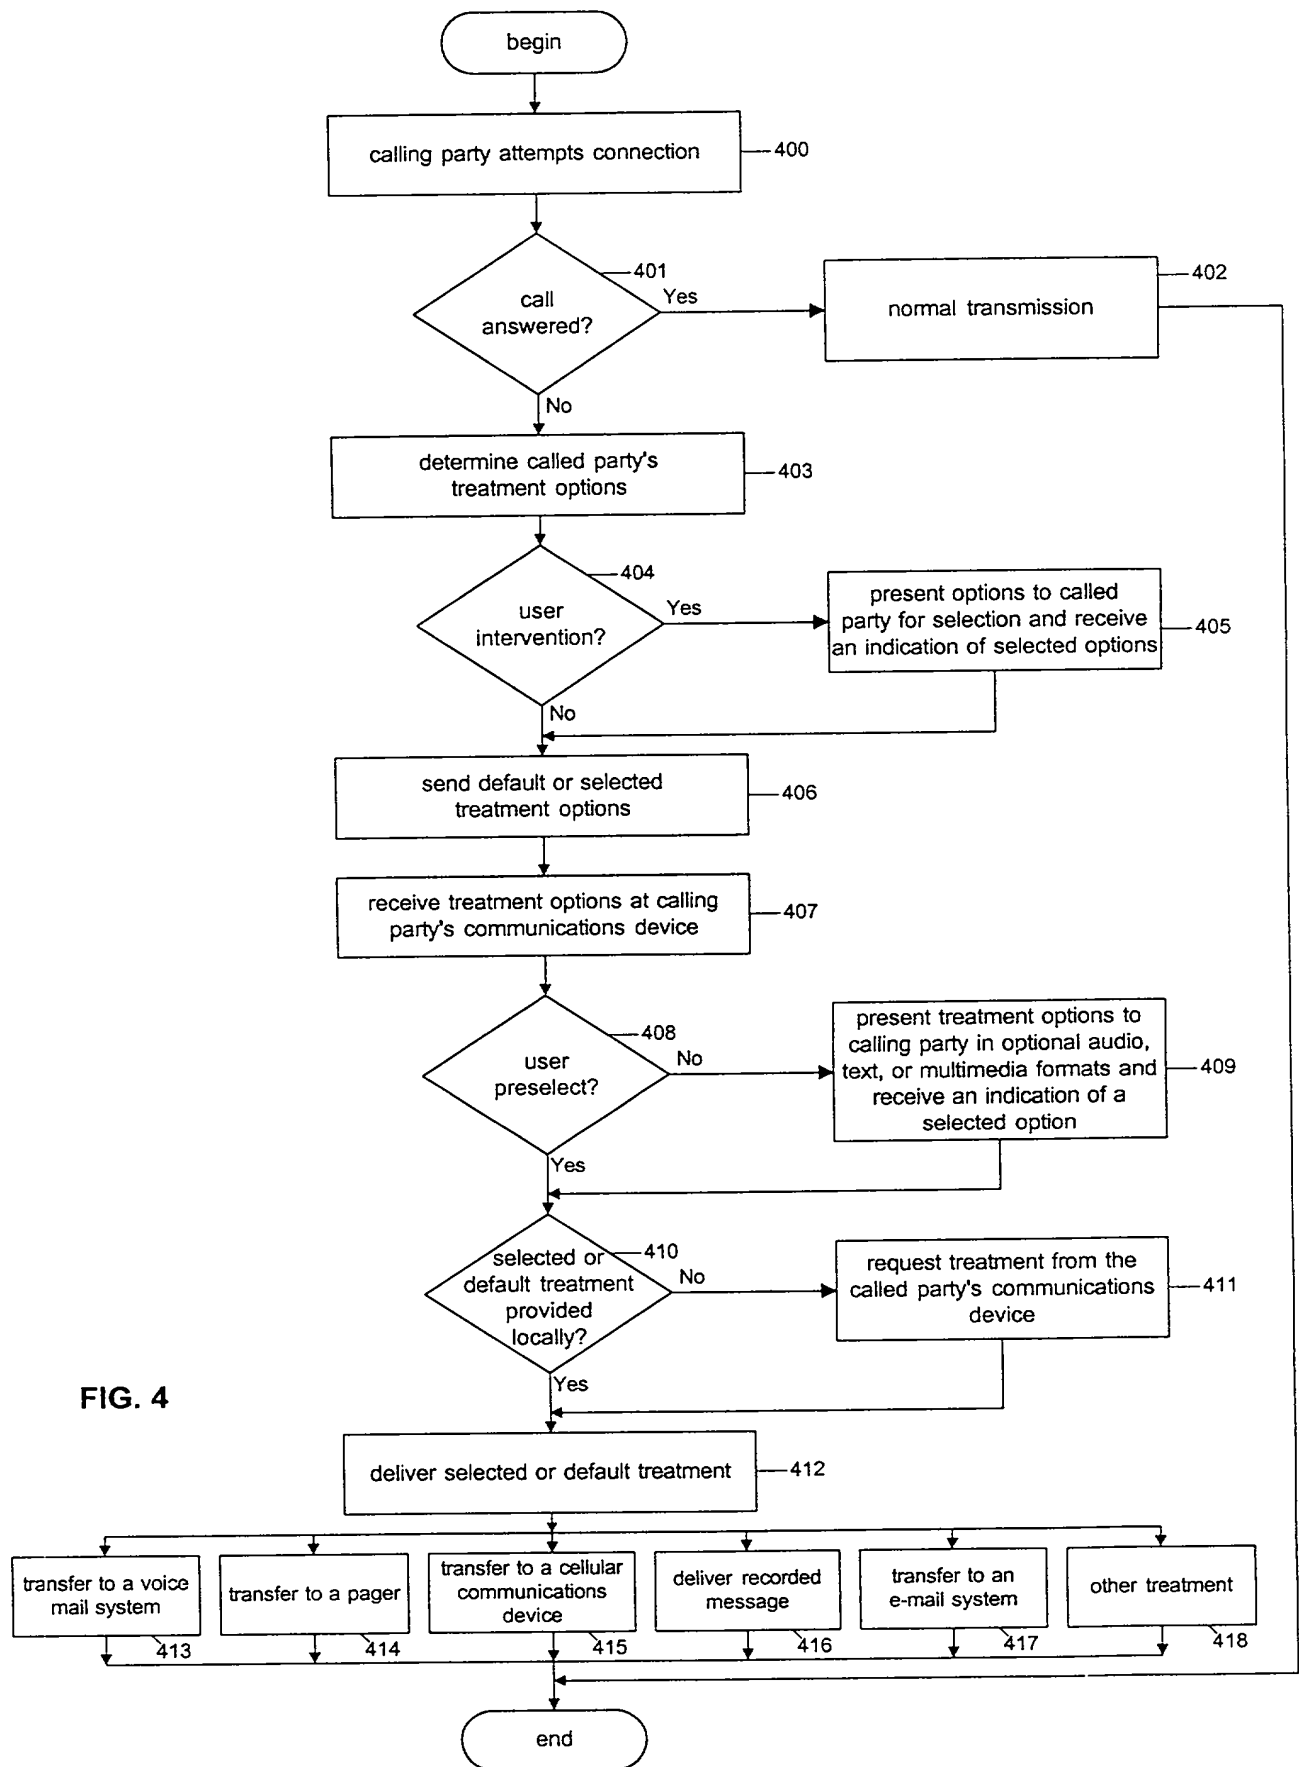 begin
calling party attempts connection
400
call
answered?
401
Yes
normal transmission
402
No
determine called party's
treatment options
403
user
intervention?
404
Yes
present options to called
party for selection and receive
an indication of selected options
405
No
send default or selected
treatment options
406
receive treatment options at calling
party's communications device
407
user
preselect?
408
No
present treatment options to
calling party in optional audio,
text, or multimedia formats and
receive an indication of a
selected option
409
Yes
selected or
default treatment
provided
locally?
410
No
request treatment from the
called party's communications
device
411
Yes
FIG. 4
deliver selected or default treatment
412
transfer to a voice
mail system
413
transfer to a pager
414
transfer to a cellular
communications
device
415
deliver recorded
message
416
transfer to an
e-mail system
417
other treatment
418
end